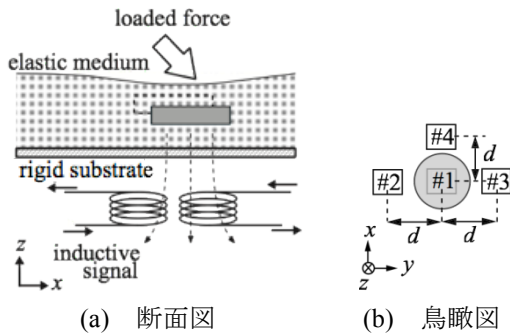 loaded force
elastic medium
rigid substrate
inductive
signal
z
x
(a) 断面図
#4
d
#2
#1
#3
d
d
x
z
y
(b) 鳥瞰図